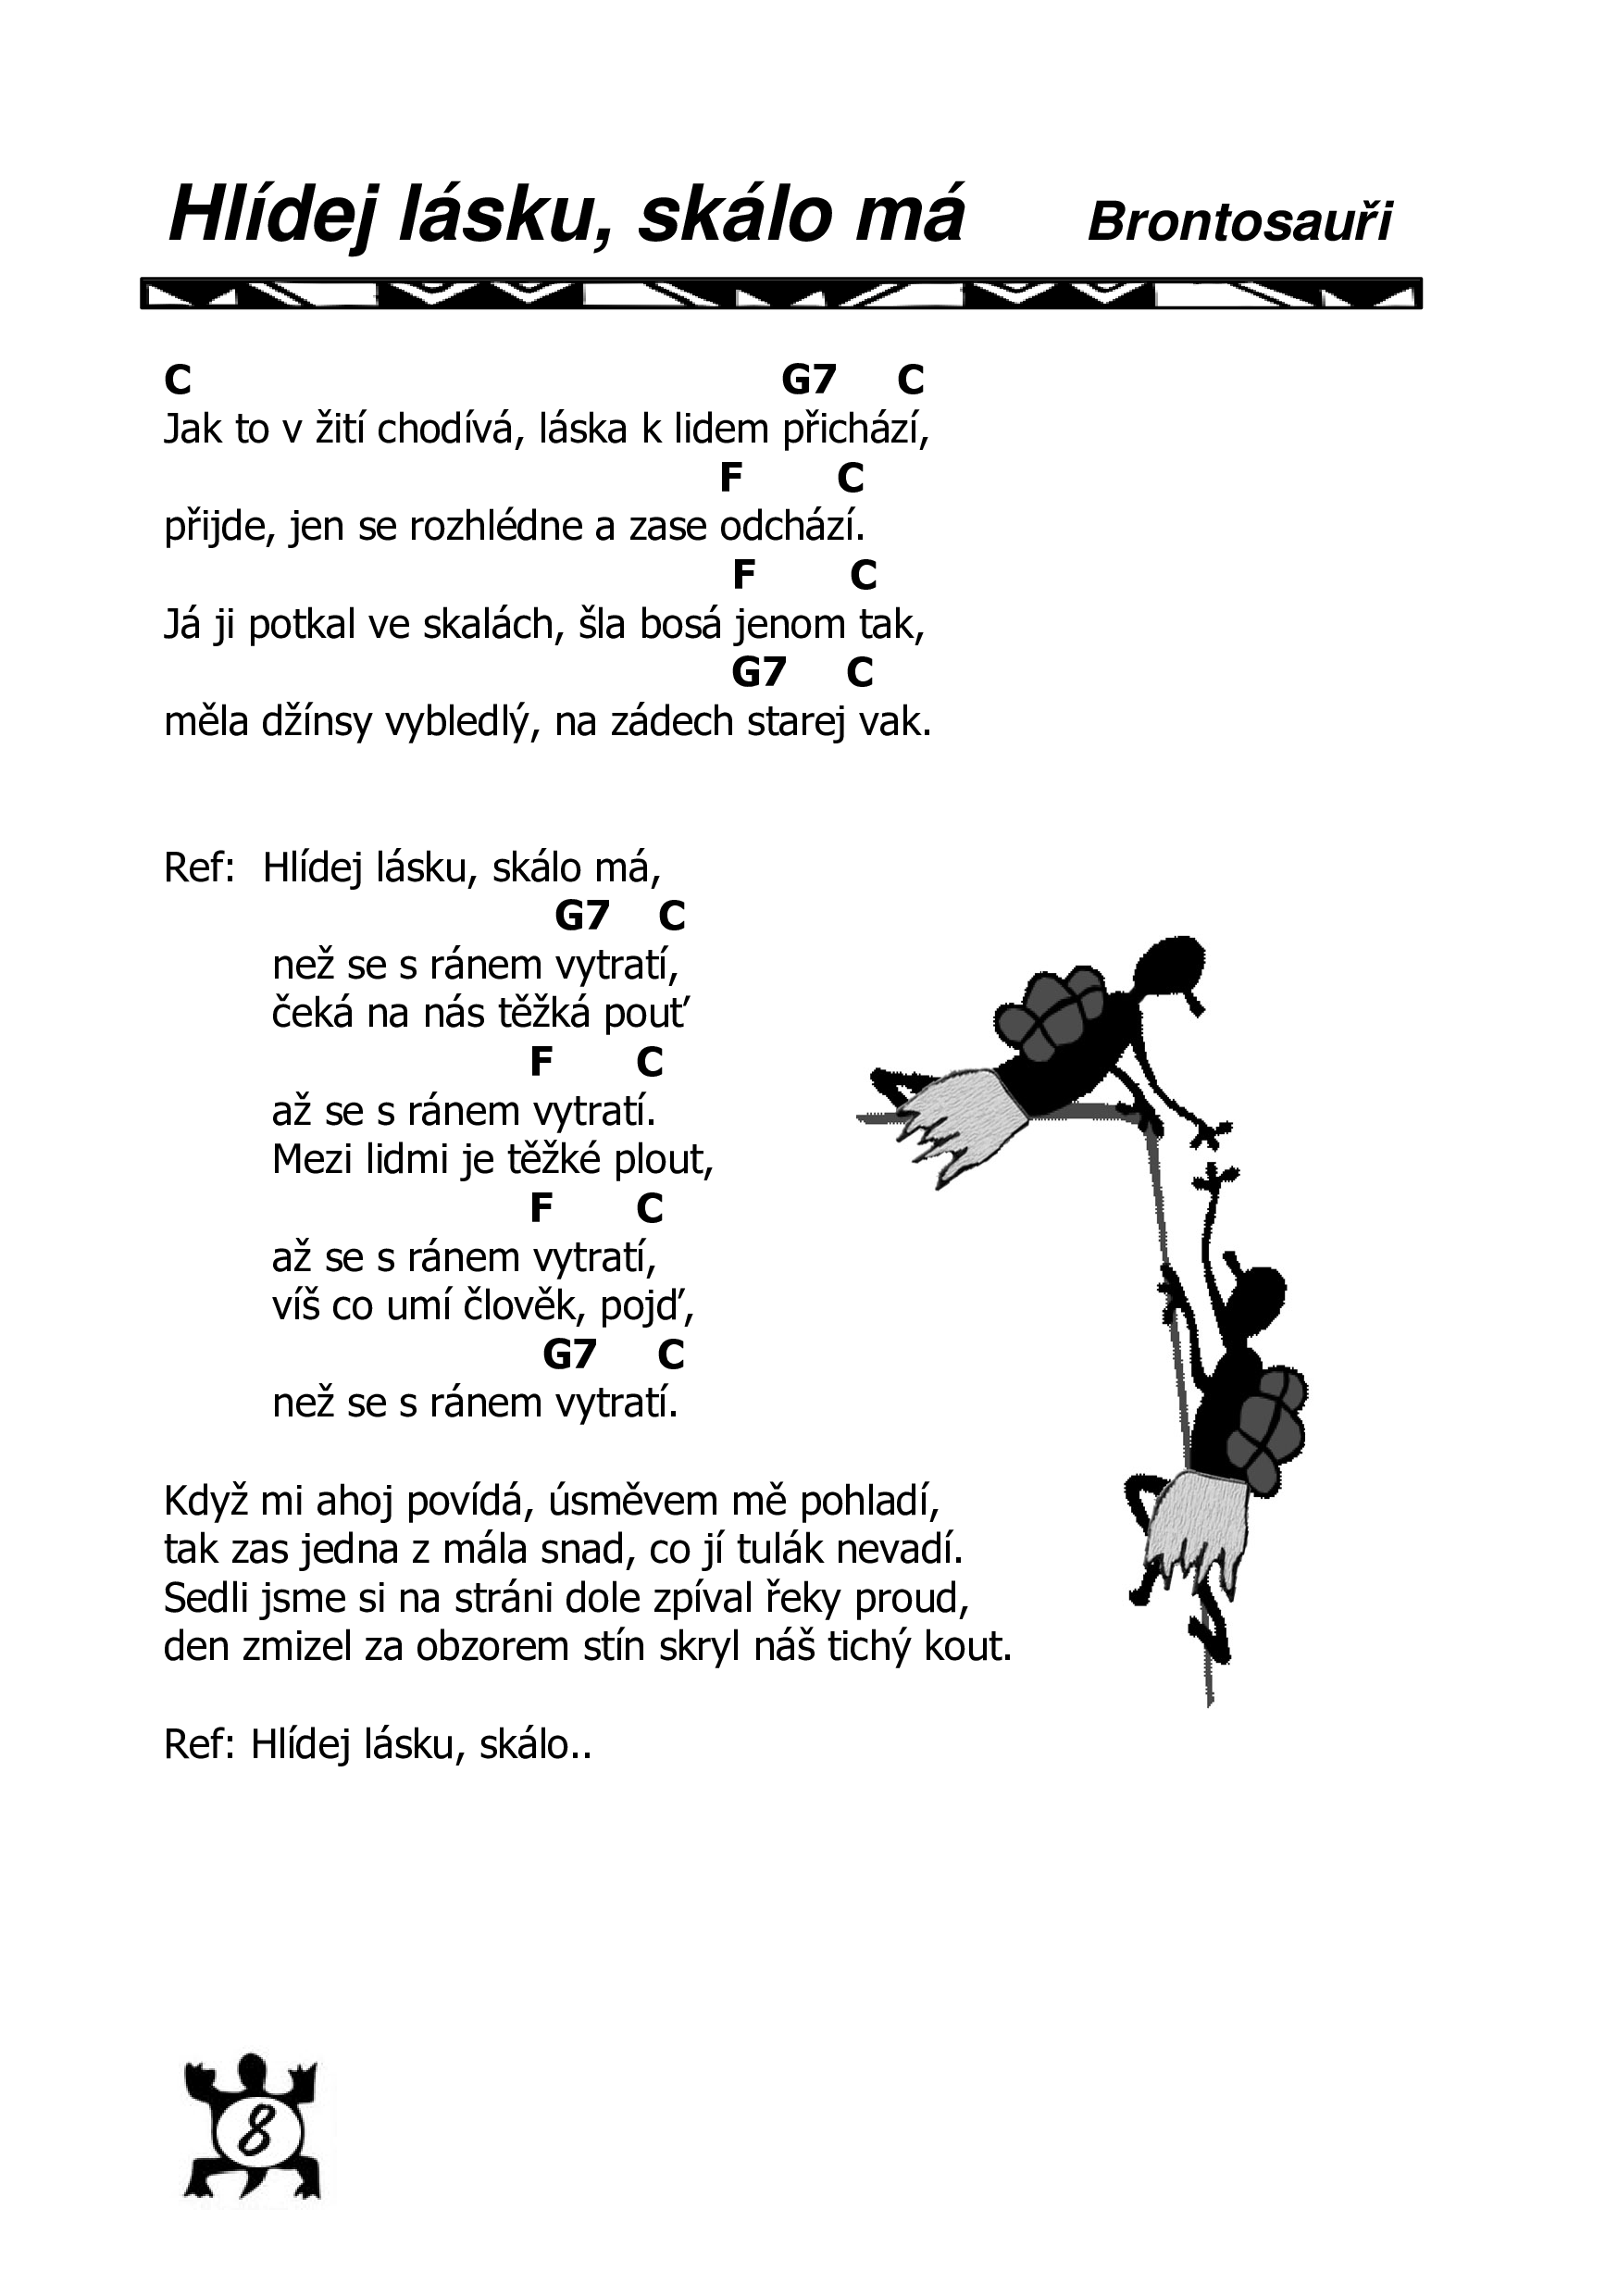 Hlídej lásku, skálo má Brontosauři
C G7 C
Jak to v žití chodívá, láska k lidem přichází,
F C
přijde, jen se rozhlédne a zase odchází.
F C
Já ji potkal ve skalách, šla bosá jenom tak,
G7 C
měla džínsy vybledlý, na zádech starej vak.
Ref: Hlídej lásku, skálo má,
G7 C
než se s ránem vytratí,
čeká na nás těžká pouť
F C
až se s ránem vytratí.
Mezi lidmi je těžké plout,
F C
až se s ránem vytratí,
víš co umí člověk, pojď,
G7 C
než se s ránem vytratí.
Když mi ahoj povídá, úsměvem mě pohladí,
tak zas jedna z mála snad, co jí tulák nevadí.
Sedli jsme si na stráni dole zpíval řeky proud,
den zmizel za obzorem stín skryl náš tichý kout.
Ref: Hlídej lásku, skálo..
8